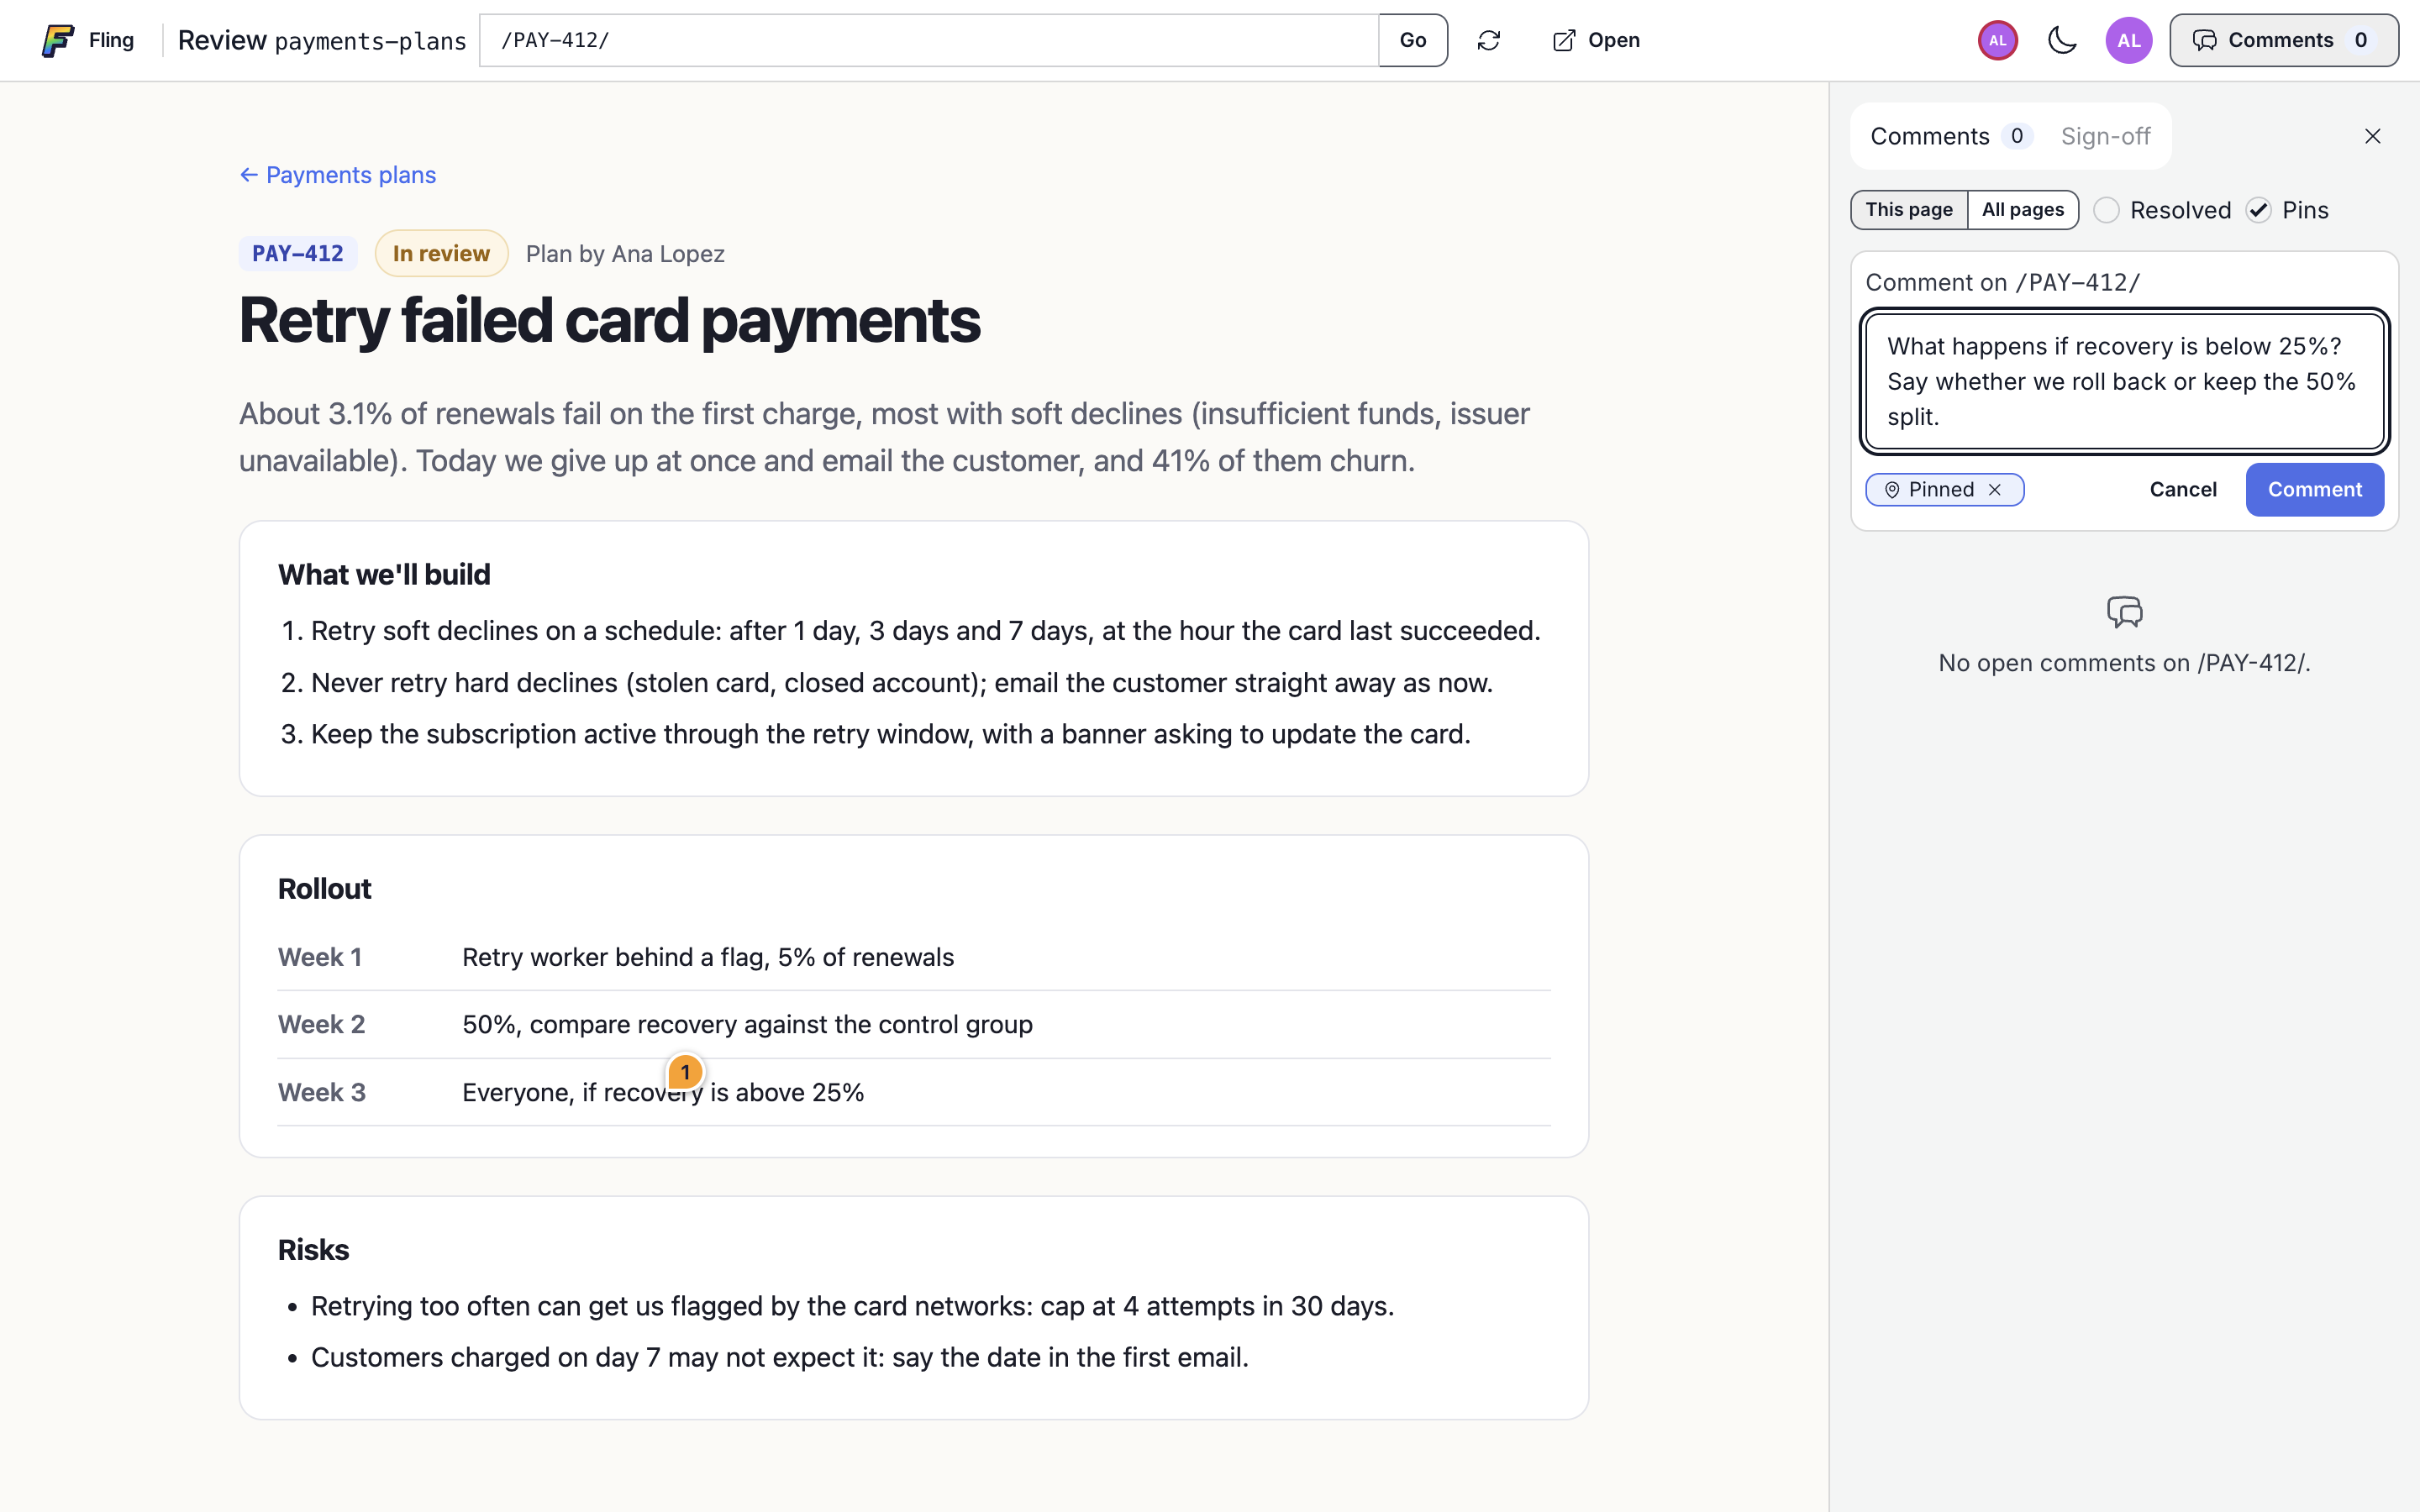 Fling
Review payments-plans
/PAY-412/
Go
Open
AL
AL
Comments 0
← Payments plans
PAY-412
In review
Plan by Ana Lopez
Retry failed card payments
About 3.1% of renewals fail on the first charge, most with soft declines (insufficient funds, issuer
unavailable). Today we give up at once and email the customer, and 41% of them churn.
What we'll build
1. Retry soft declines on a schedule: after 1 day, 3 days and 7 days, at the hour the card last succeeded.
2. Never retry hard declines (stolen card, closed account); email the customer straight away as now.
3. Keep the subscription active through the retry window, with a banner asking to update the card.
Rollout
Week 1 Retry worker behind a flag, 5% of renewals
Week 2 50%, compare recovery against the control group
1
Week 3 Everyone, if recovery is above 25%
Risks
• Retrying too often can get us flagged by the card networks: cap at 4 attempts in 30 days.
• Customers charged on day 7 may not expect it: say the date in the first email.
Comments 0
Sign-off
This page
All pages
Resolved
Pins
Comment on /PAY-412/
What happens if recovery is below 25%?
Say whether we roll back or keep the 50%
split.
Pinned
Cancel
Comment
No open comments on /PAY-412/.